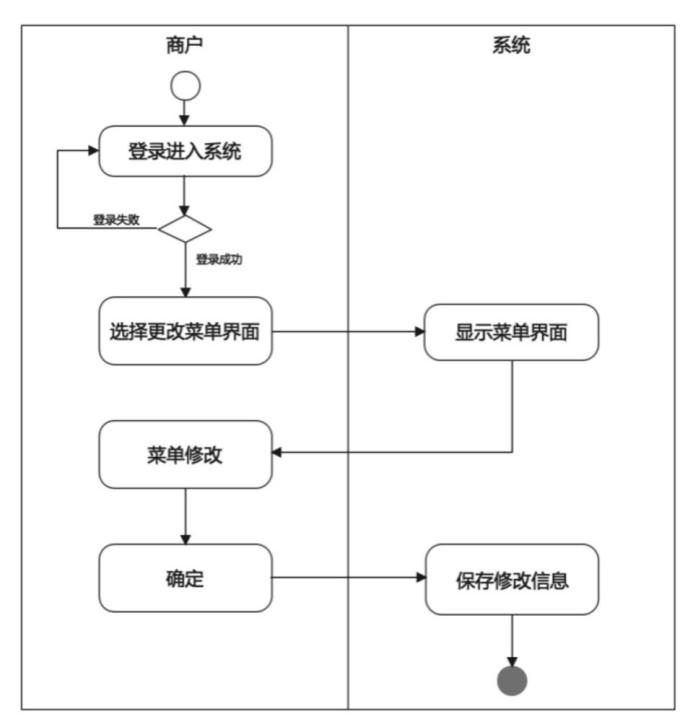 商户
系统
登录进入系统
登录失败
登录成功
选择更改菜单界面
显示菜单界面
菜单修改
确定
保存修改信息